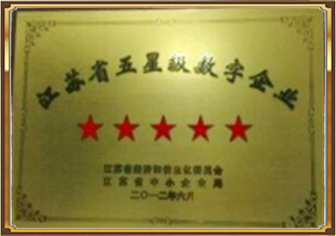 江苏省五星级数字企业
江苏省经济和信息化委员会
江苏省中小企业局
二〇一二年六月